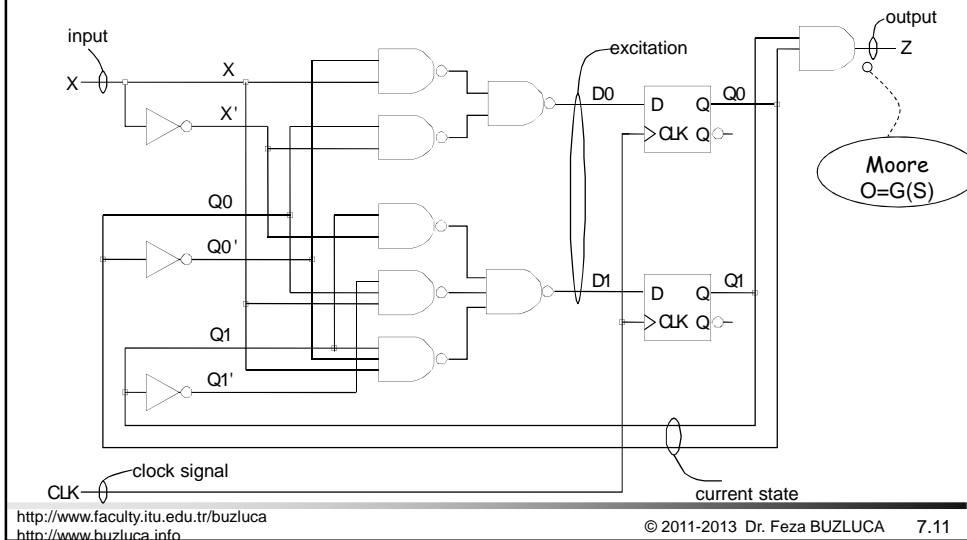 output
input
excitation
Z
X
X
D0
Q0
D
Q
X'
CLK
Q
Moore
O=G(S)
Q0
Q0'
D1
Q1
D
Q
CLK
Q
Q1
Q1'
clock signal
CLK
current state
http://www.faculty.itu.edu.tr/buzluca
http://www.buzluca.info
© 2011-2013 Dr. Feza BUZLUCA 7.11